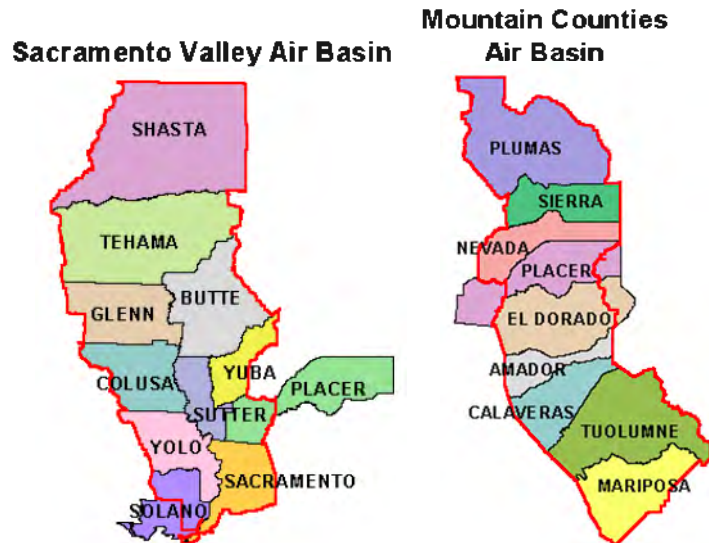 Sacramento Valley Air Basin
SHASTA
TEHAMA
BUTTE
GLENN
YUBA
COLUSA
PLACER
SUTTER
YOLO
SACRAMENTO
SOLANO
Mountain Counties
Air Basin
PLUMAS
SIERRA
NEVADA
PLACER
EL DORADO
AMADOR
CALAVERAS
TUOLUMNE
MARIPOSA